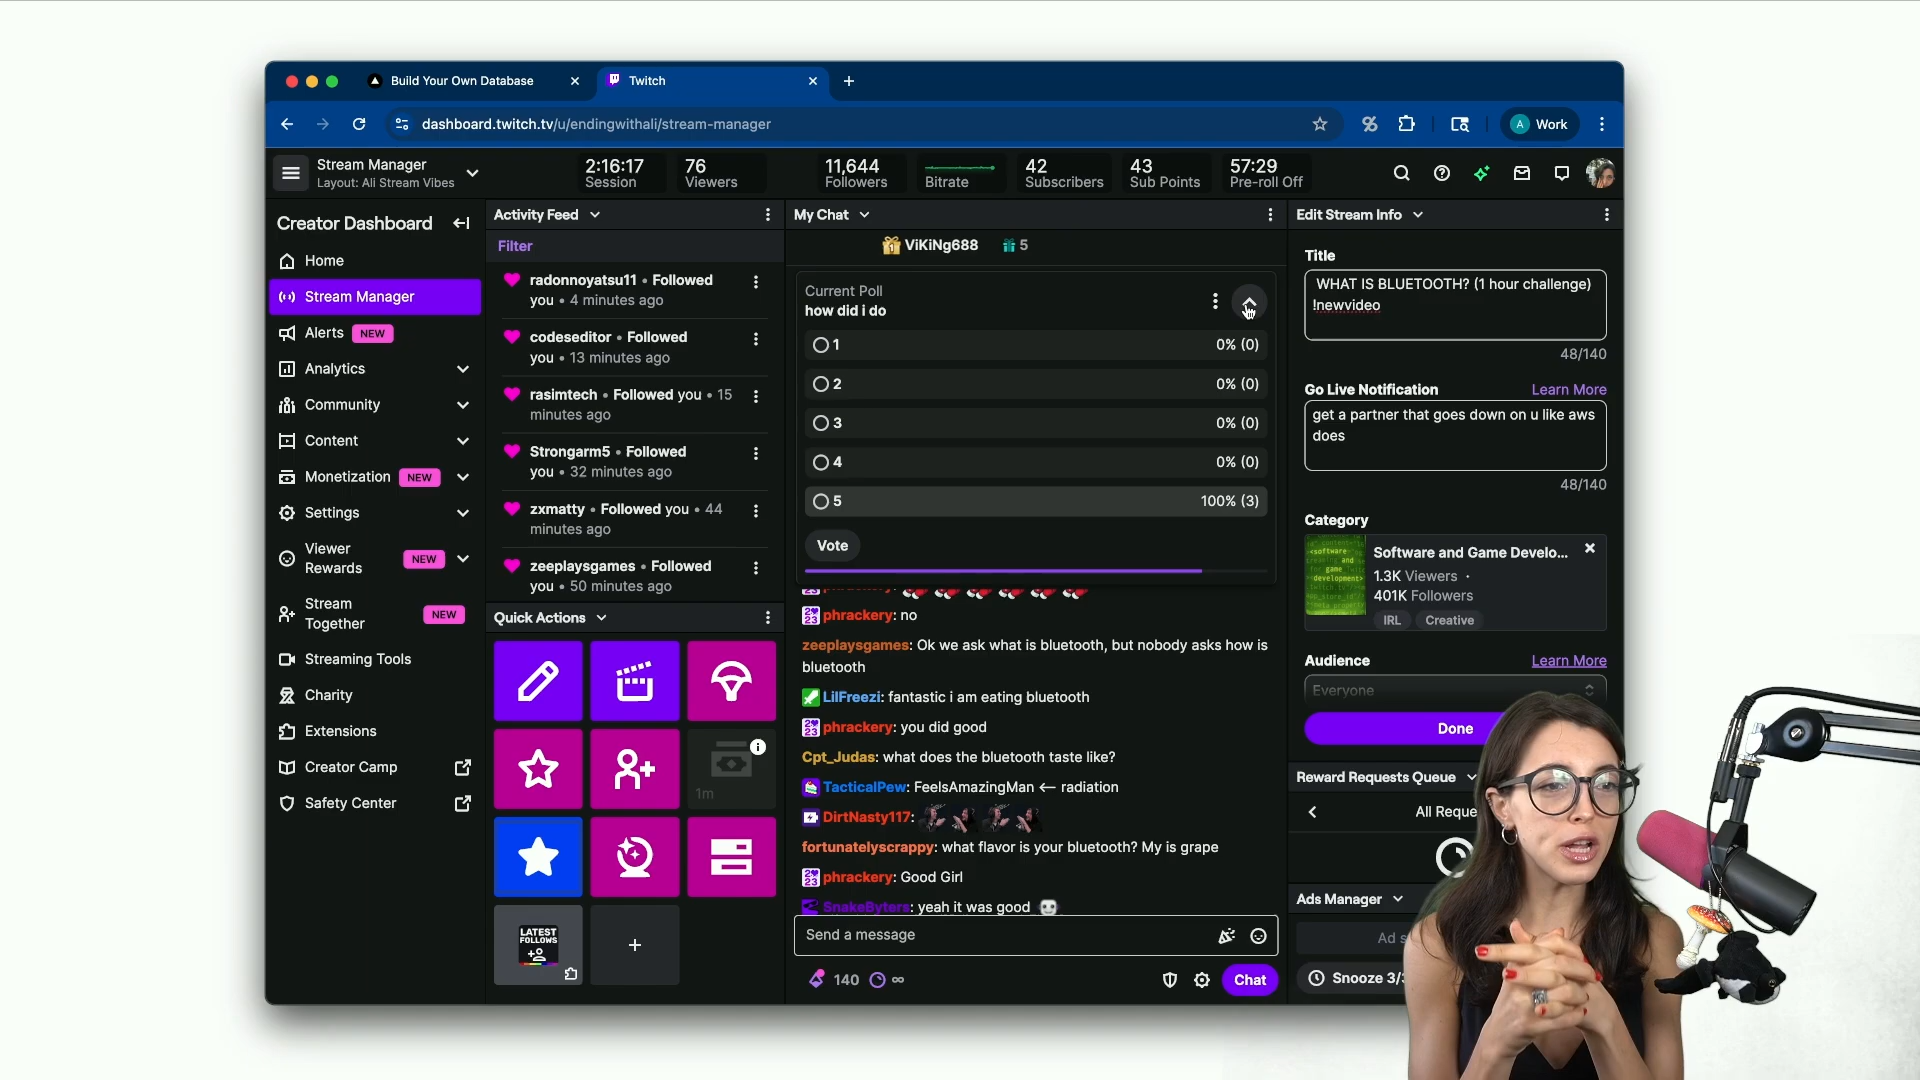 Build Your Own Database
Twitch
dashboard.twitch.tv/u/endingwithali/stream-manager
A Work
Stream Manager
Layout: Ali Stream Vibes
2:16:17
Session
76
Viewers
11,644
Followers
Bitrate
42
Subscribers
43
Sub Points
57:29
Pre-roll Off
Creator Dashboard
Home
Stream Manager
Alerts NEW
Analytics
Community
Content
Monetization NEW
Settings
Viewer
Rewards NEW
Stream
Together NEW
Streaming Tools
Charity
Extensions
Creator Camp
Safety Center
Activity Feed
Filter
radonnoyatsu11 • Followed
you • 4 minutes ago
codeseditor • Followed
you • 13 minutes ago
rasimtech • Followed you • 15
minutes ago
Strongarm5 • Followed
you • 32 minutes ago
zxmatty • Followed you • 44
minutes ago
zeeplaysgames • Followed
you • 50 minutes ago
Quick Actions
1m
LATEST
FOLLOWS
My Chat
1 ViKiNg688 5
Current Poll
how did i do
1 0% (0)
2 0% (0)
3 0% (0)
4 0% (0)
5 100% (3)
Vote
phrackery: no
zeeplaysgames: Ok we ask what is bluetooth, but nobody asks how is
bluetooth
LilFreezi: fantastic i am eating bluetooth
phrackery: you did good
Cpt_Judas: what does the bluetooth taste like?
TacticalPew: FeelsAmazingMan <— radiation
DirtNasty117:
fortunatelyscrappy: what flavor is your bluetooth? My is grape
phrackery: Good Girl
SnakeByters: yeah it was good
Send a message
140 ∞
Chat
Edit Stream Info
Title
WHAT IS BLUETOOTH? (1 hour challenge)
!newvideo
48/140
Go Live Notification Learn More
get a partner that goes down on u like aws
does
48/140
Category
<software
and
game
development>
Software and Game Develo...
1.3K Viewers •
401K Followers
IRL Creative
Audience Learn More
Everyone
Done
Reward Requests Queue
All Reque
Ads Manager
Ad s
Snooze 3/3